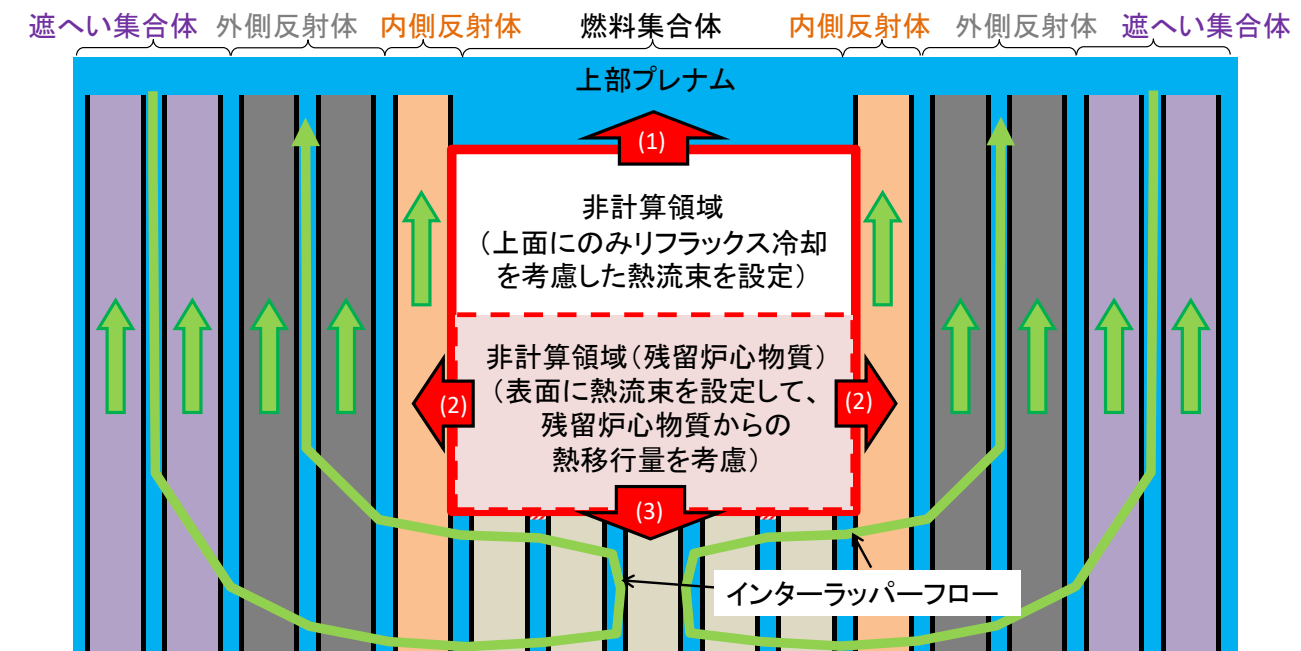 遮へい集合体 外側反射体 内側反射体 燃料集合体 内側反射体 外側反射体 遮へい集合体
上部プレナム
(1)
非計算領域
（上面にのみリフラックス冷却
を考慮した熱流束を設定）
非計算領域（残留炉心物質）
（表面に熱流束を設定して、
(2) (2)
残留炉心物質からの
熱移行量を考慮）
(3)
インターラッパーフロー